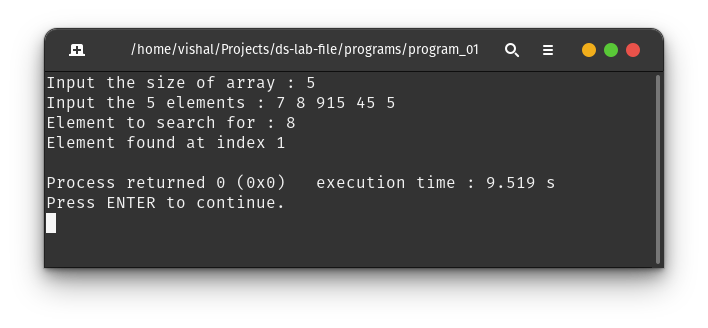 /home/vishal/Projects/ds-lab-file/programs/program_01
Input the size of array : 5
Input the 5 elements : 7 8 915 45 5
Element to search for : 8
Element found at index 1
Process returned 0 (0x0)   execution time : 9.519 s
Press ENTER to continue.